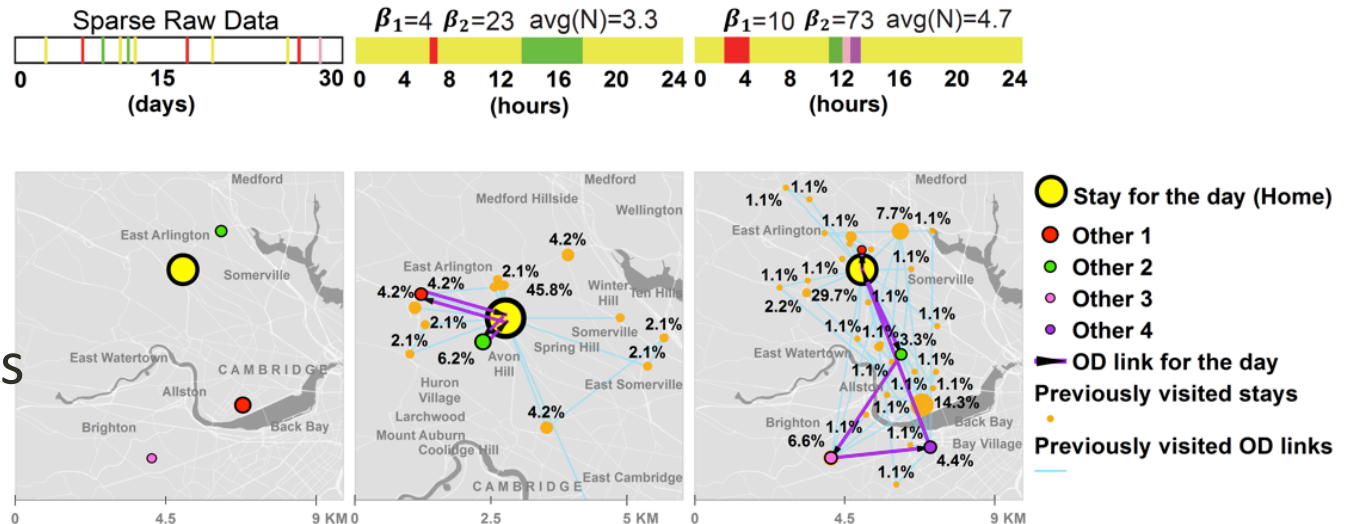 Sparse Raw Data
0 15 30
(days)
β1=4 β2=23 avg(N)=3.3
0 4 8 12 16 20 24
(hours)
β1=10 β2=73 avg(N)=4.7
0 4 8 12 16 20 24
(hours)
s
Medford
East Arlington
Somerville
East Watertown
CAMBRIDGE
Allston
Brighton
Back Bay
0 4.5 9 KM
Medford
Medford Hillside
Wellington
4.2%
East Arlington
2.1%
4.2%
4.2%
45.8%
Winter
Hill
Ten Hills
2.1%
Somerville
2.1%
2.1%
Spring Hill
2.1%
6.2%
Avon
Hill
East Somerville
Huron
Village
Larchwood
4.2%
Mount Auburn
Coolidge Hill
East Cambridge
CAMBRIDGE
0 2.5 5 KM
Medford
1.1%
1.1%
7.7%
1.1%
1.1%
East Arlington
1.1%
1.1%
1.1%
Somerville
2.2%
29.7%
1.1%
1.1%
1.1%
1.1%
3.3%
East Watertown
1.1%
1.1%
Allston
1.1%
1.1%
1.1%
14.3%
Brighton
1.1%
Back Bay
6.6%
1.1%
Bay Village
4.4%
1.1%
0 4.5 9 KM
Stay for the day (Home)
Other 1
Other 2
Other 3
Other 4
OD link for the day
Previously visited stays
Previously visited OD links